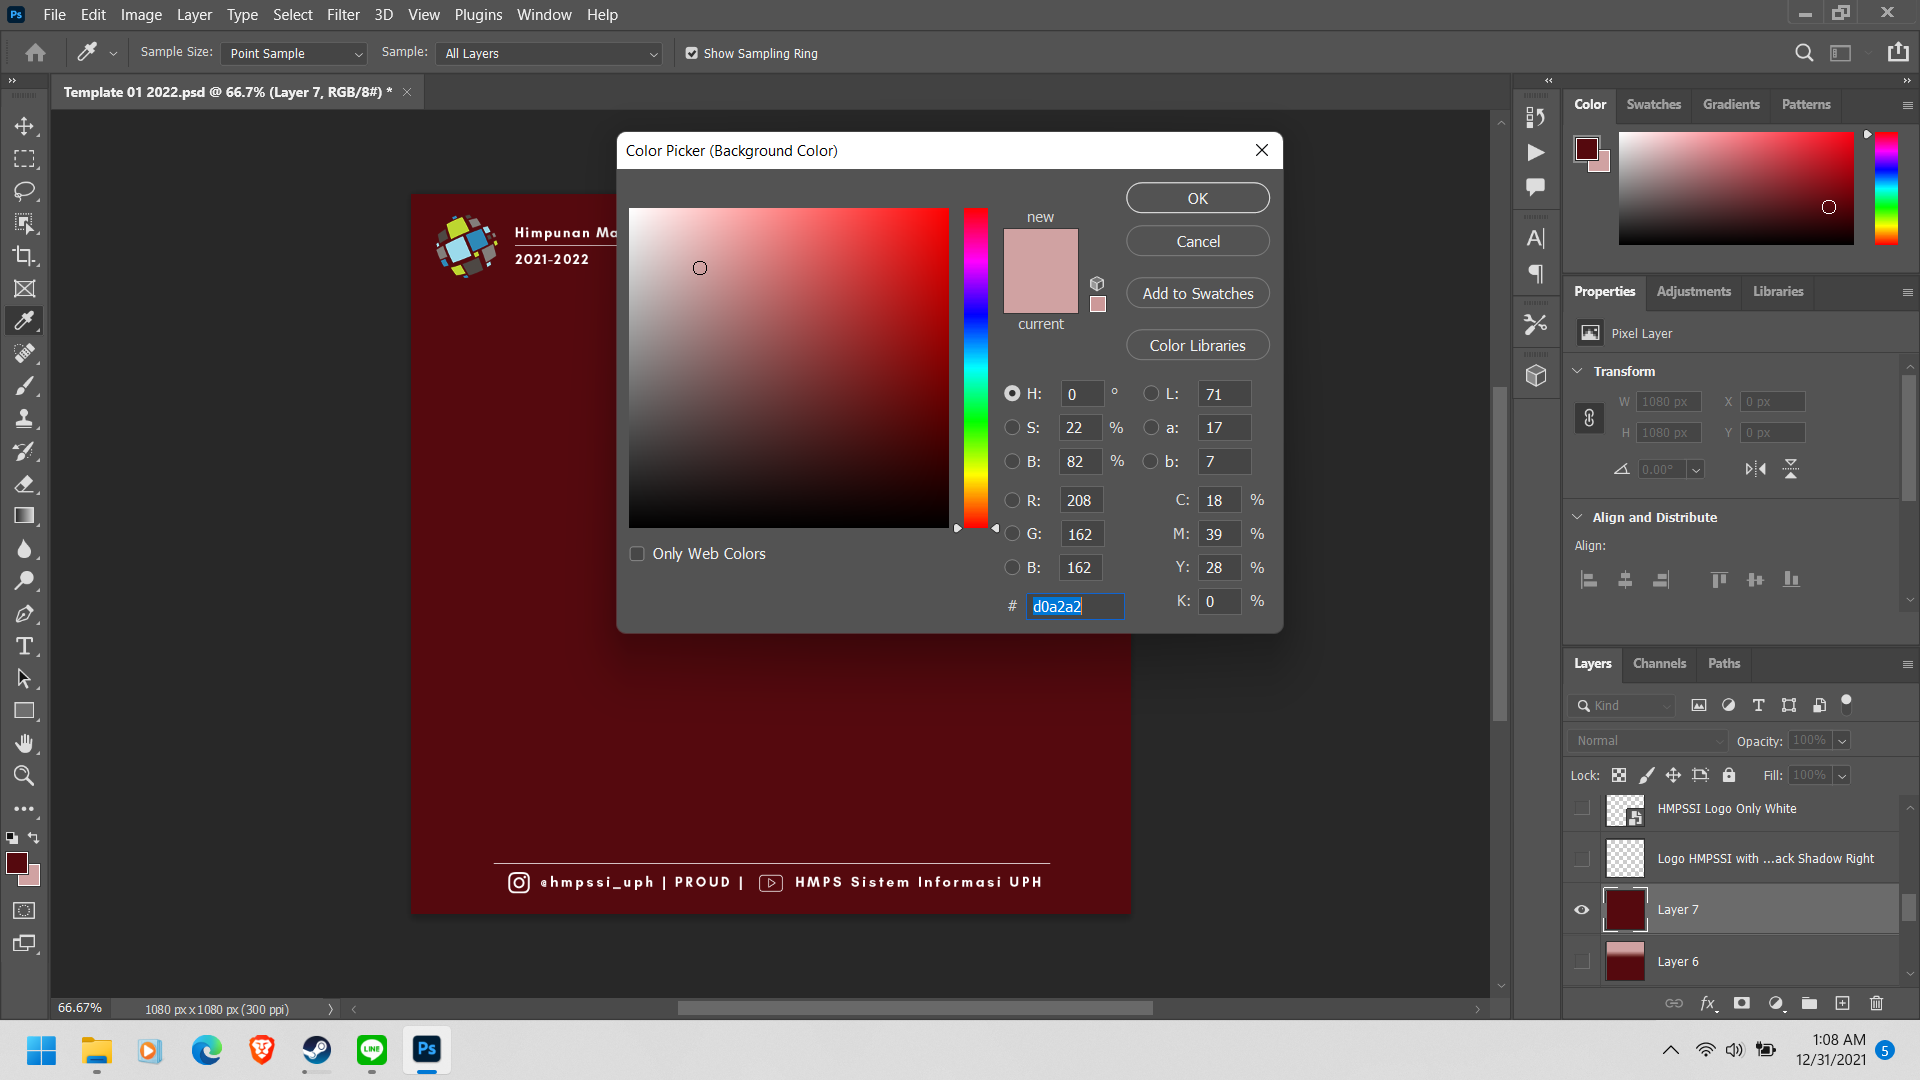 Ps File Edit Image Layer Type Select Filter 3D View Plugins Window Help
Sample Size: Point Sample Sample: All Layers Show Sampling Ring
Template 01 2022.psd @ 66.7% (Layer 7, RGB/8#) *
Himpunan Ma
2021-2022
@hmpssi_uph | PROUD | HMPS Sistem Informasi UPH
66.67% 1080 px x 1080 px (300 ppi)
Color Picker (Background Color)
new
current
OK
Cancel
Add to Swatches
Color Libraries
H: 0 ° L: 71
S: 22 % a: 17
B: 82 % b: 7
R: 208 C: 18 %
G: 162 M: 39 %
B: 162 Y: 28 %
# d0a2a2 K: 0 %
Only Web Colors
Color Swatches Gradients Patterns
Properties Adjustments Libraries
Pixel Layer
Transform
W 1080 px X 0 px
H 1080 px Y 0 px
0.00°
Align and Distribute
Align:
Layers Channels Paths
Kind
Normal Opacity: 100%
Lock: Fill: 100%
HMPSSI Logo Only White
Logo HMPSSI with ...ack Shadow Right
Layer 7
Layer 6
fx
LINE
Ps
1:08 AM
12/31/2021 5